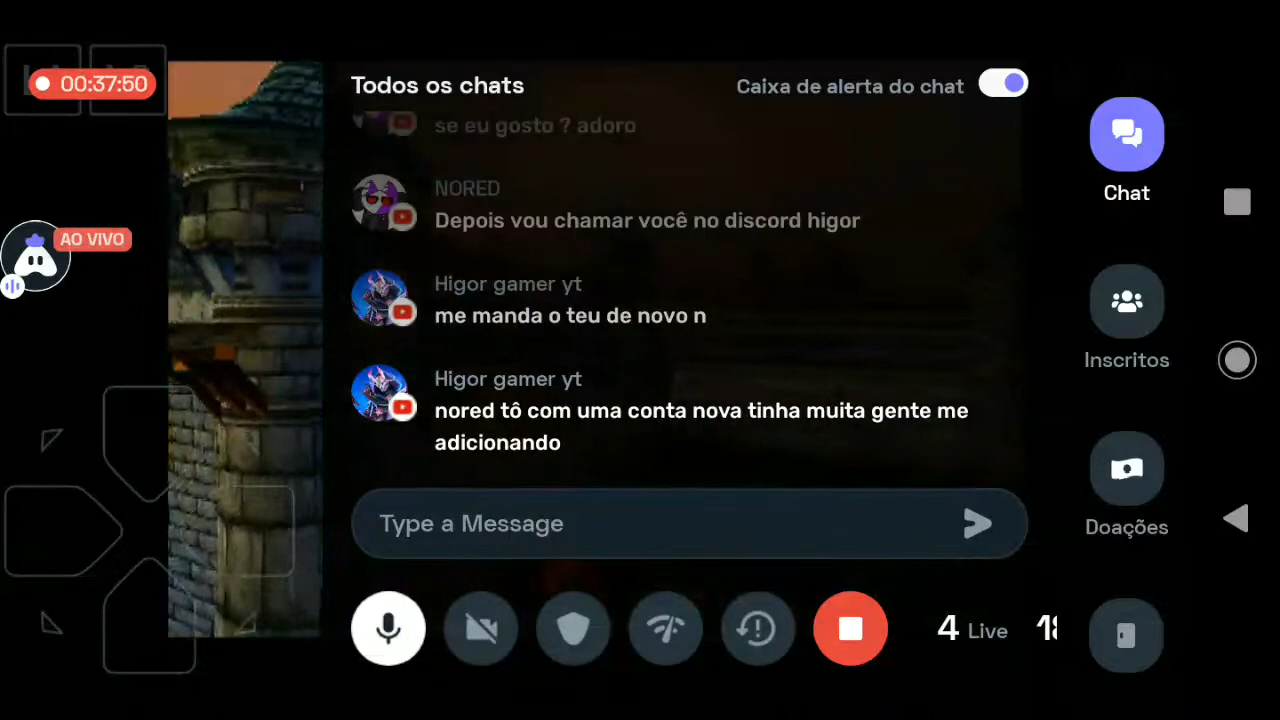 00:37:50
Todos os chats
Caixa de alerta do chat
se eu gosto ? adoro
NORED
Depois vou chamar você no discord higor
AO VIVO
Higor gamer yt
me manda o teu de novo n
Higor gamer yt
nored tô com uma conta nova tinha muita gente me
adicionando
Type a Message
4 Live
Chat
Inscritos
Doações